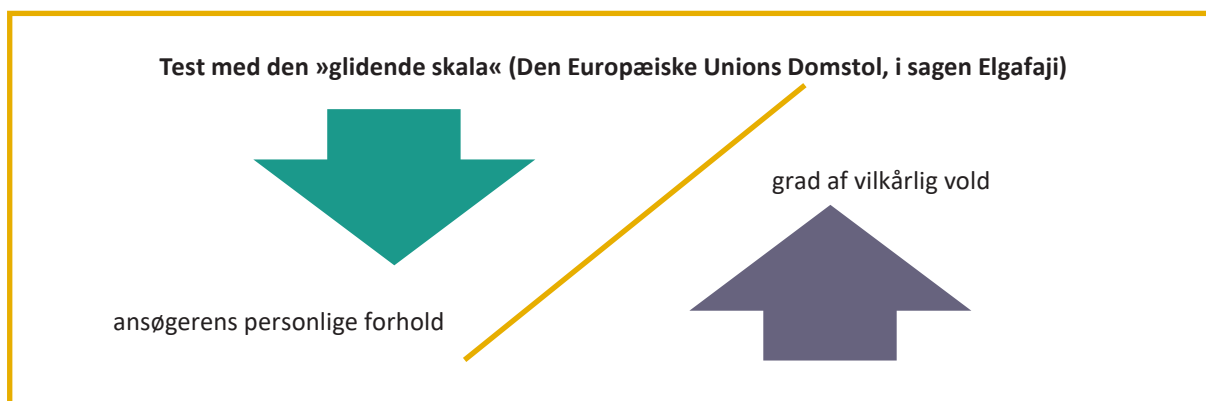 Test med den »glidende skala« (Den Europæiske Unions Domstol, i sagen Elgafaji)
grad af vilkårlig vold
ansøgerens personlige forhold